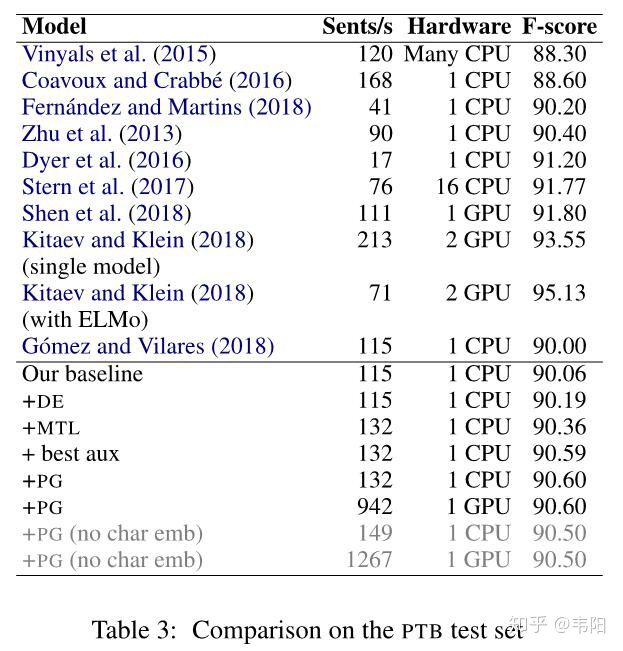 Model Sents/s Hardware F-score
Vinyals et al. (2015) 120 Many CPU 88.30
Coavoux and Crabbé (2016) 168 1 CPU 88.60
Fernández and Martins (2018) 41 1 CPU 90.20
Zhu et al. (2013) 90 1 CPU 90.40
Dyer et al. (2016) 17 1 CPU 91.20
Stern et al. (2017) 76 16 CPU 91.77
Shen et al. (2018) 111 1 GPU 91.80
Kitaev and Klein (2018) 213 2 GPU 93.55
(single model)
Kitaev and Klein (2018) 71 2 GPU 95.13
(with ELMo)
Gómez and Vilares (2018) 115 1 CPU 90.00
Our baseline 115 1 CPU 90.06
+DE 115 1 CPU 90.19
+MTL 132 1 CPU 90.36
+ best aux 132 1 CPU 90.59
+PG 132 1 CPU 90.60
+PG 942 1 GPU 90.60
+PG (no char emb) 149 1 CPU 90.50
+PG (no char emb) 1267 1 GPU 90.50
Table 3: Comparison on the PTB test set
知乎 @韦阳